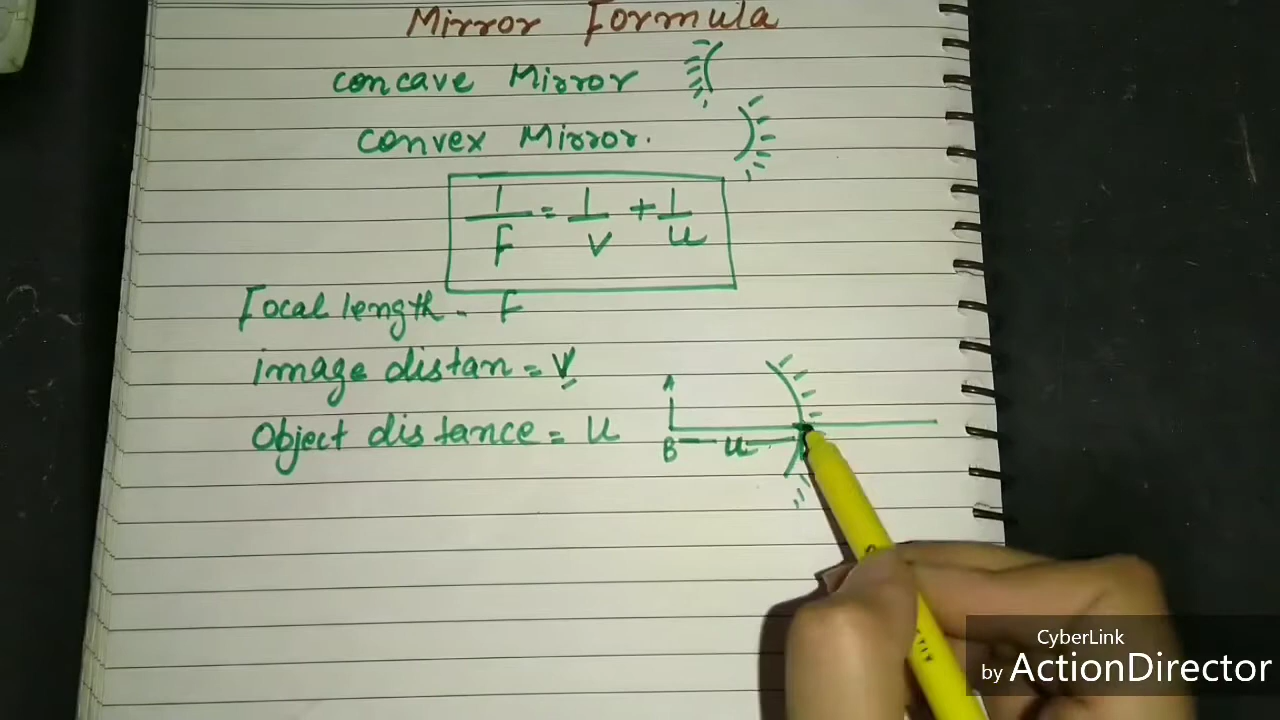 Mirror Formula
concave Mirror
convex Mirror.
1/F = 1/V + 1/u
Focal length - F
image distan = V
Object distance = u
A
B u
CyberLink
by ActionDirector